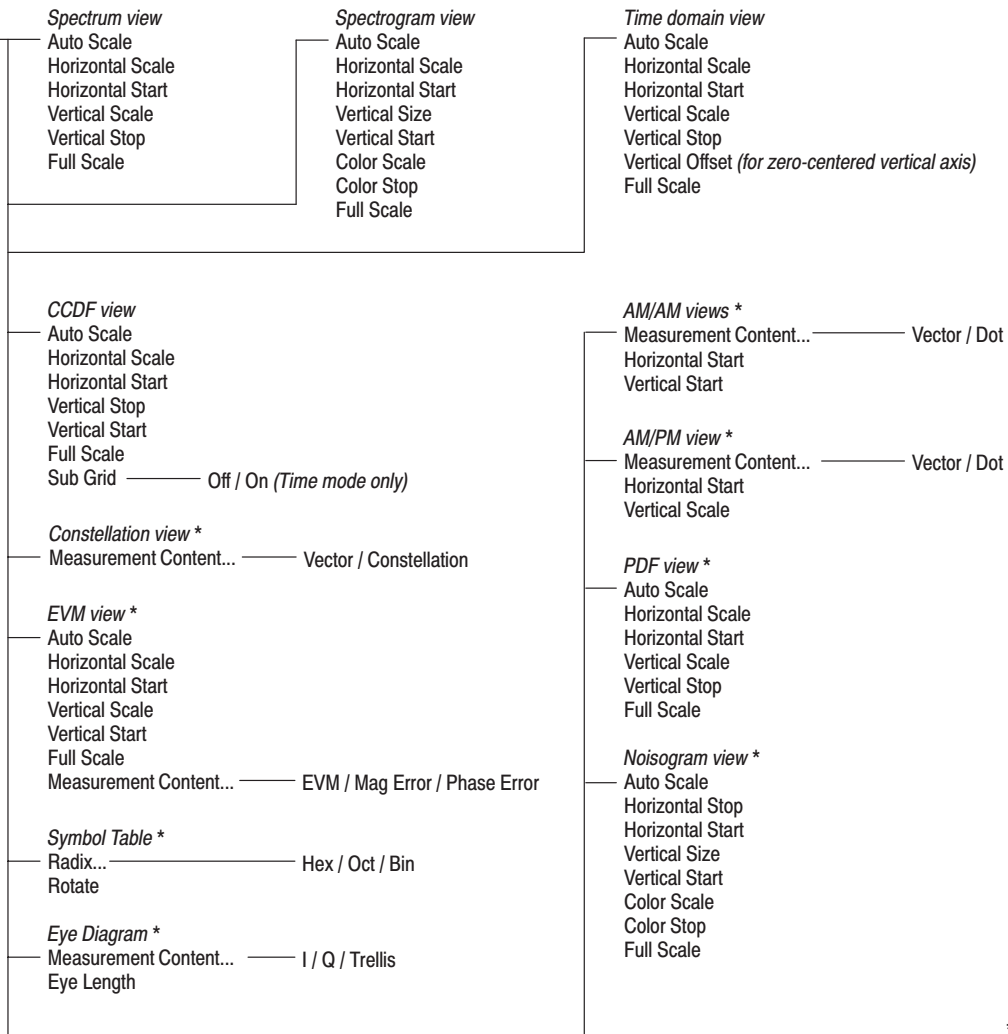 Spectrum view
Auto Scale
Horizontal Scale
Horizontal Start
Vertical Scale
Vertical Stop
Full Scale
Spectrogram view
Auto Scale
Horizontal Scale
Horizontal Start
Vertical Size
Vertical Start
Color Scale
Color Stop
Full Scale
Time domain view
Auto Scale
Horizontal Scale
Horizontal Start
Vertical Scale
Vertical Stop
Vertical Offset (for zero-centered vertical axis)
Full Scale
CCDF view
Auto Scale
Horizontal Scale
Horizontal Start
Vertical Stop
Vertical Start
Full Scale
Sub Grid Off / On (Time mode only)
Constellation view *
Measurement Content... Vector / Constellation
EVM view *
Auto Scale
Horizontal Scale
Horizontal Start
Vertical Scale
Vertical Start
Full Scale
Measurement Content... EVM / Mag Error / Phase Error
Symbol Table *
Radix... Hex / Oct / Bin
Rotate
Eye Diagram *
Measurement Content... I / Q / Trellis
Eye Length
AM/AM views *
Measurement Content... Vector / Dot
Horizontal Start
Vertical Start
AM/PM view *
Measurement Content... Vector / Dot
Horizontal Start
Vertical Scale
PDF view *
Auto Scale
Horizontal Scale
Horizontal Start
Vertical Scale
Vertical Stop
Full Scale
Noisogram view *
Auto Scale
Horizontal Stop
Horizontal Start
Vertical Size
Vertical Start
Color Scale
Color Stop
Full Scale